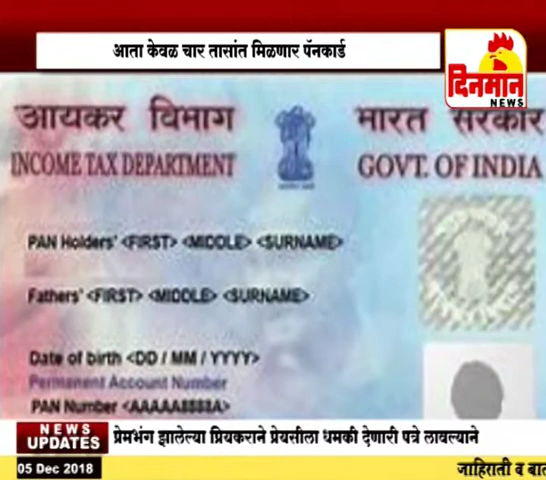 आता केवळ चार तासांत मिळणार पॅनकार्ड
दिनमान
NEWS
आयकर विभाग
भारत सरकार
INCOME TAX DEPARTMENT
GOVT. OF INDIA
PAN Holders' <FIRST> <MIDDLE> <SURNAME>
Fathers' <FIRST> <MIDDLE> <SURNAME>
Date of birth <DD / MM / YYYY>
Permanent Account Number
PAN Number <AAAAA8888A>
NEWS
UPDATES
प्रेमभंग झालेल्या प्रियकराने प्रेयसीला धमकी देणारी पत्रे लावल्याने
05 Dec 2018
जाहिराती व